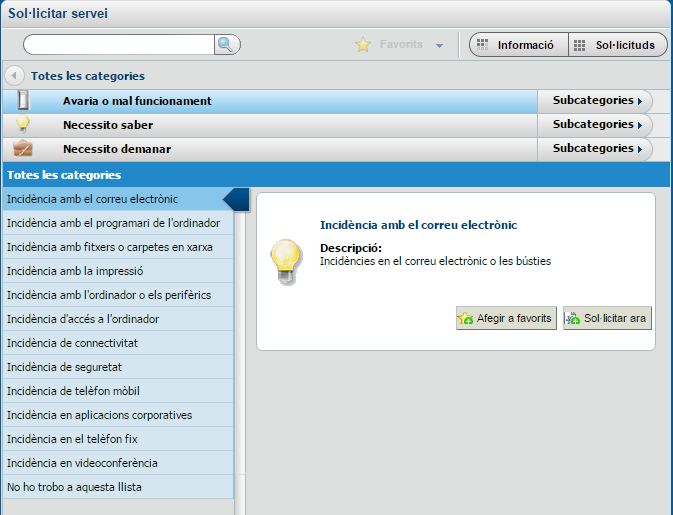 Sol·licitar servei
Favorits
Informació
Sol·licituds
Totes les categories
Avaria o mal funcionament
Subcategories
Necessito saber
Subcategories
Necessito demanar
Subcategories
Totes les categories
Incidència amb el correu electrònic
Incidència amb el programari de l'ordinador
Incidència amb fitxers o carpetes en xarxa
Incidència amb la impressió
Incidència amb l'ordinador o els perifèrics
Incidència d'accés a l'ordinador
Incidència de connectivitat
Incidència de seguretat
Incidència de telèfon mòbil
Incidència en aplicacions corporatives
Incidència en el telèfon fix
Incidència en videoconferència
No ho trobo a aquesta llista
Incidència amb el correu electrònic
Descripció:
Incidències en el correu electrònic o les bústies
Afegir a favorits
Sol·licitar ara